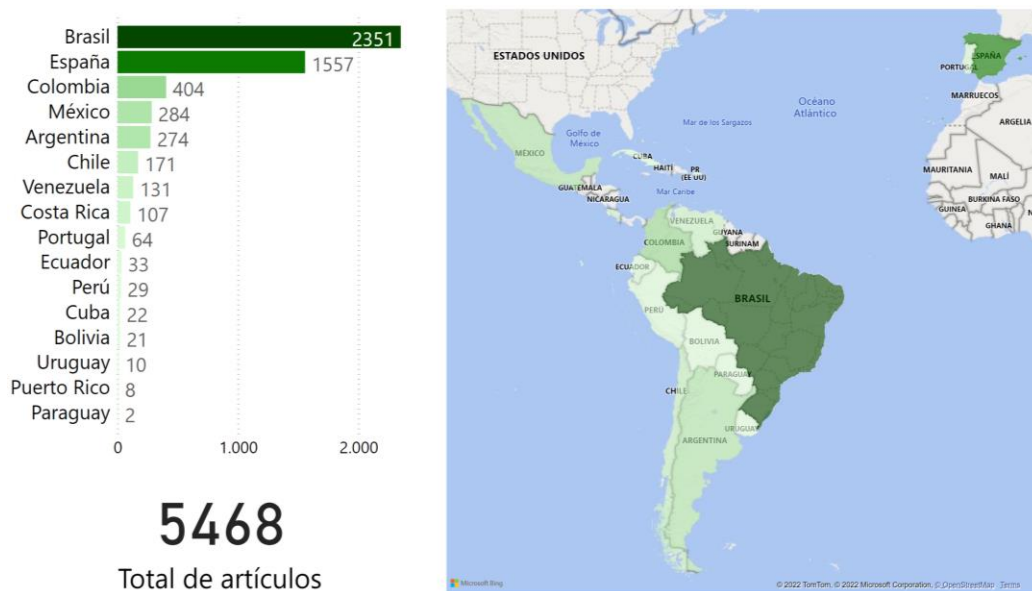 Brasil 2351
España 1557
Colombia 404
México 284
Argentina 274
Chile 171
Venezuela 131
Costa Rica 107
Portugal 64
Ecuador 33
Perú 29
Cuba 22
Bolivia 21
Uruguay 10
Puerto Rico 8
Paraguay 2
0 1.000 2.000
5468
Total de artículos
ESTADOS UNIDOS
Océano
Atlántico
Mar de los Sargazos
Golfo de
México
MÉXICO
CUBA
HAITÍ
PR
(EE UU)
GUATEMALA
NICARAGUA
Mar Caribe
VENEZUELA
GUYANA
SURINAM
COLOMBIA
ECUADOR
PERÚ
BRASIL
BOLIVIA
PARAGUAY
CHILE
URUGUAY
ARGENTINA
PORTUGAL
SPAÑA
MARRUECOS
ARGELIA
MAURITANIA
MALÍ
BURKINA FASO
GUINEA
GHANA
N
Microsoft Bing
© 2022 TomTom, © 2022 Microsoft Corporation, © OpenStreetMap Terms